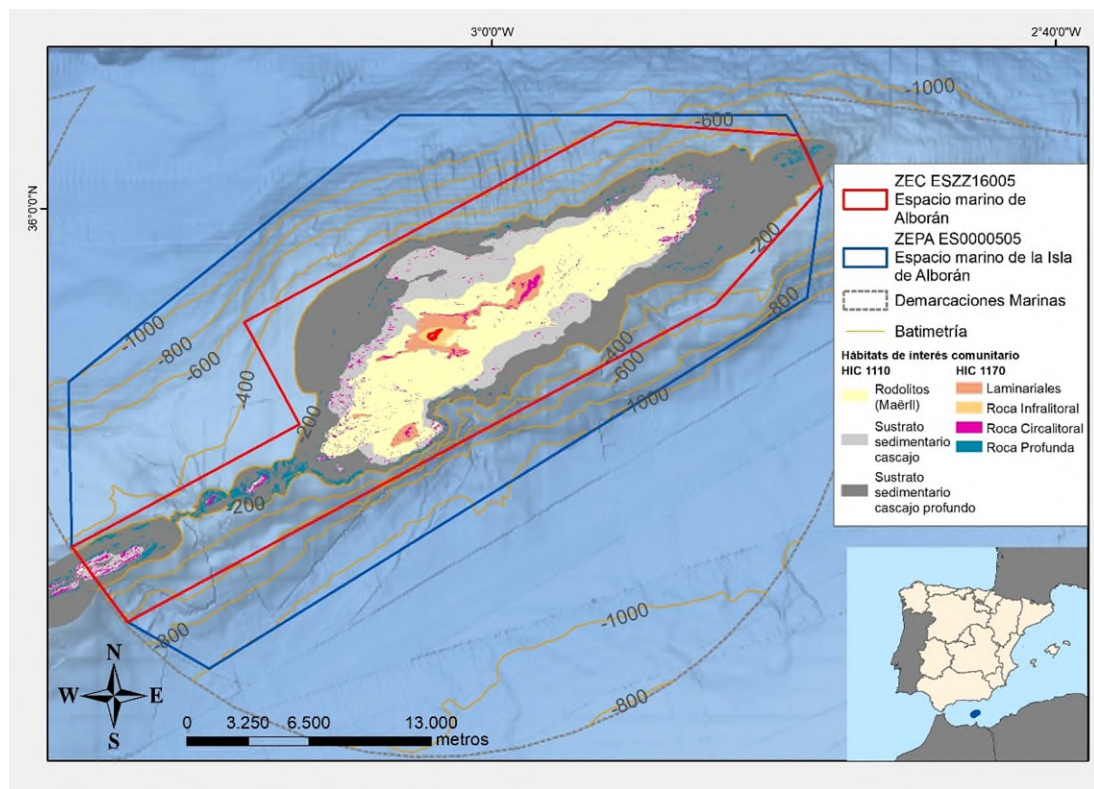 3°0'0"W
2°40'0"W
36°0'0"N
-1000
-600
-200
-800
-400
-600
-1000
-1000
-800
-600
-400
-200
-200
-800
-1000
-800
ZEC ESZZ16005
Espacio marino de
Alborán
ZEPA ES0000505
Espacio marino de la Isla
de Alborán
Demarcaciones Marinas
Batimetría
Hábitats de interés comunitario
HIC 1110
Rodolitos
(Maërll)
Sustrato
sedimentario
cascajo
Sustrato
sedimentario
cascajo profundo
HIC 1170
Laminariales
Roca Infralitoral
Roca Circalitoral
Roca Profunda
N
W
E
S
0
3.250
6.500
13.000
metros